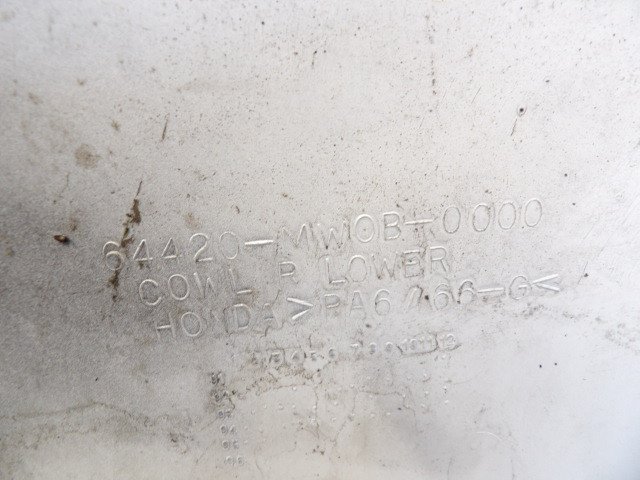 64420-MW0B-0000
COWL R LOWER
HONDA >PA6/66-G<